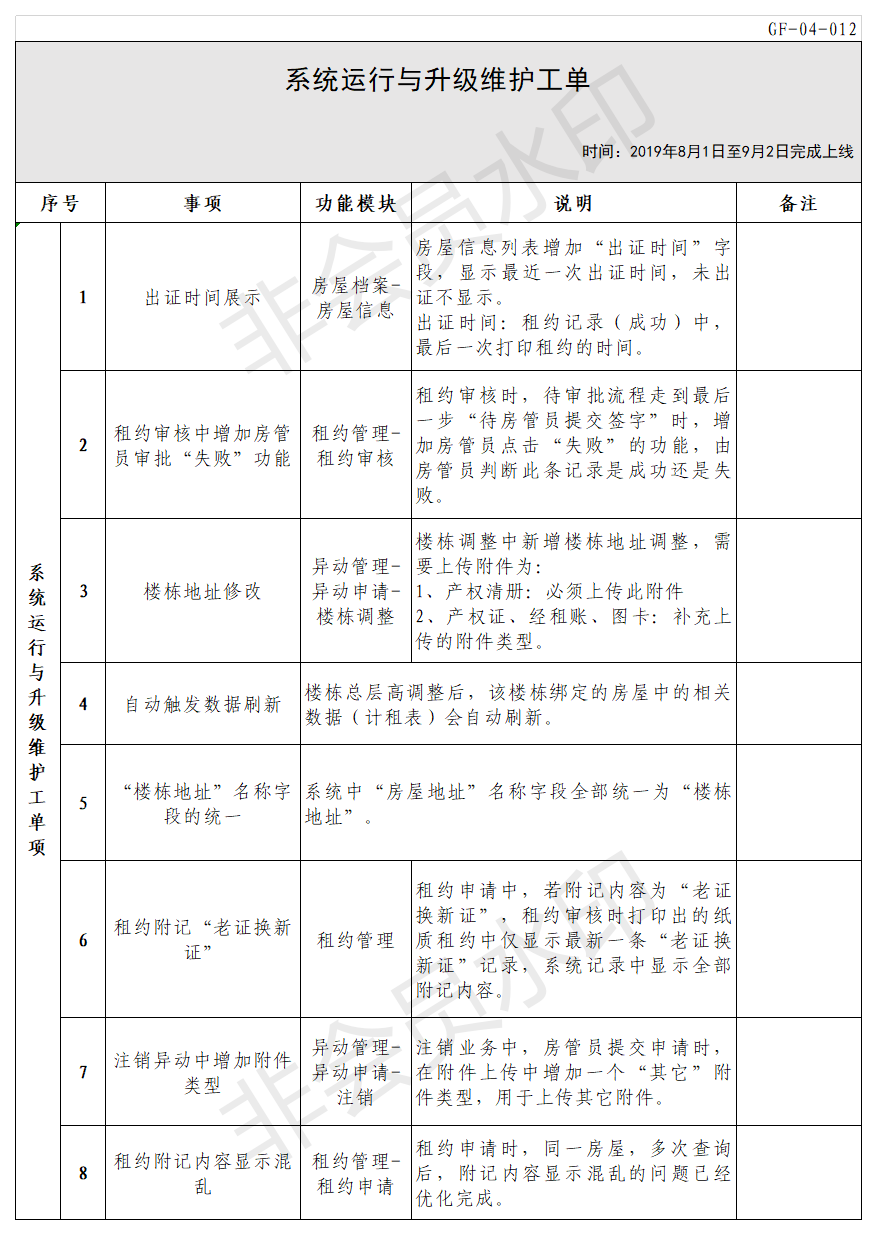 GF-04-012
系统运行与升级维护工单
时间：2019年8月1日至9月2日完成上线
序号 事项 功能模块 说明 备注
系统运行与升级维护工单项
1
出证时间展示
房屋档案-
房屋信息
房屋信息列表增加“出证时间”字
段，显示最近一次出证时间，未出
证不显示。
出证时间：租约记录（成功）中，
最后一次打印租约的时间。
2
租约审核中增加房管
员审批“失败”功能
租约管理-
租约审核
租约审核时，待审批流程走到最后
一步“待房管员提交签字”时，增
加房管员点击“失败”的功能，由
房管员判断此条记录是成功还是失
败。
3
楼栋地址修改
异动管理-
异动申请-
楼栋调整
楼栋调整中新增楼栋地址调整，需
要上传附件为：
1、产权清册：必须上传此附件
2、产权证、经租账、图卡：补充上
传的附件类型。
4
自动触发数据刷新
楼栋总层高调整后，该楼栋绑定的房屋中的相关
数据（计租表）会自动刷新。
5
“楼栋地址”名称字
段的统一
系统中“房屋地址”名称字段全部统一为“楼栋
地址”。
6
租约附记“老证换新
证”
租约管理
租约申请中，若附记内容为“老证
换新证”，租约审核时打印出的纸
质租约中仅显示最新一条“老证换
新证”记录，系统记录中显示全部
附记内容。
7
注销异动中增加附件
类型
异动管理-
异动申请-
注销
注销业务中，房管员提交申请时，
在附件上传中增加一个“其它”附
件类型，用于上传其它附件。
8
租约附记内容显示混
乱
租约管理-
租约申请
租约申请时，同一房屋，多次查询
后，附记内容显示混乱的问题已经
优化完成。
非会员水印
非会员水印